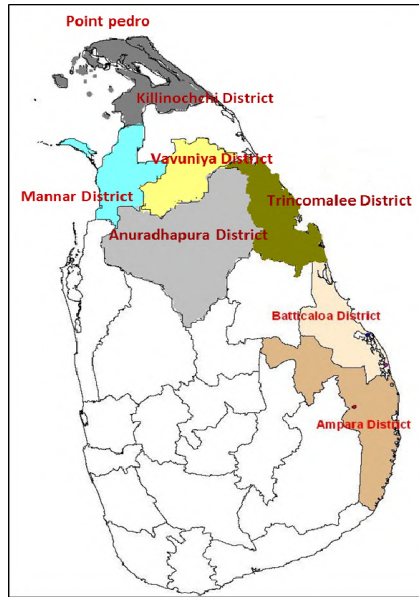 Point pedro
Killinochchi District
Vavuniya District
Mannar District
Trincomalee District
Anuradhapura District
Batticaloa District
Ampara District